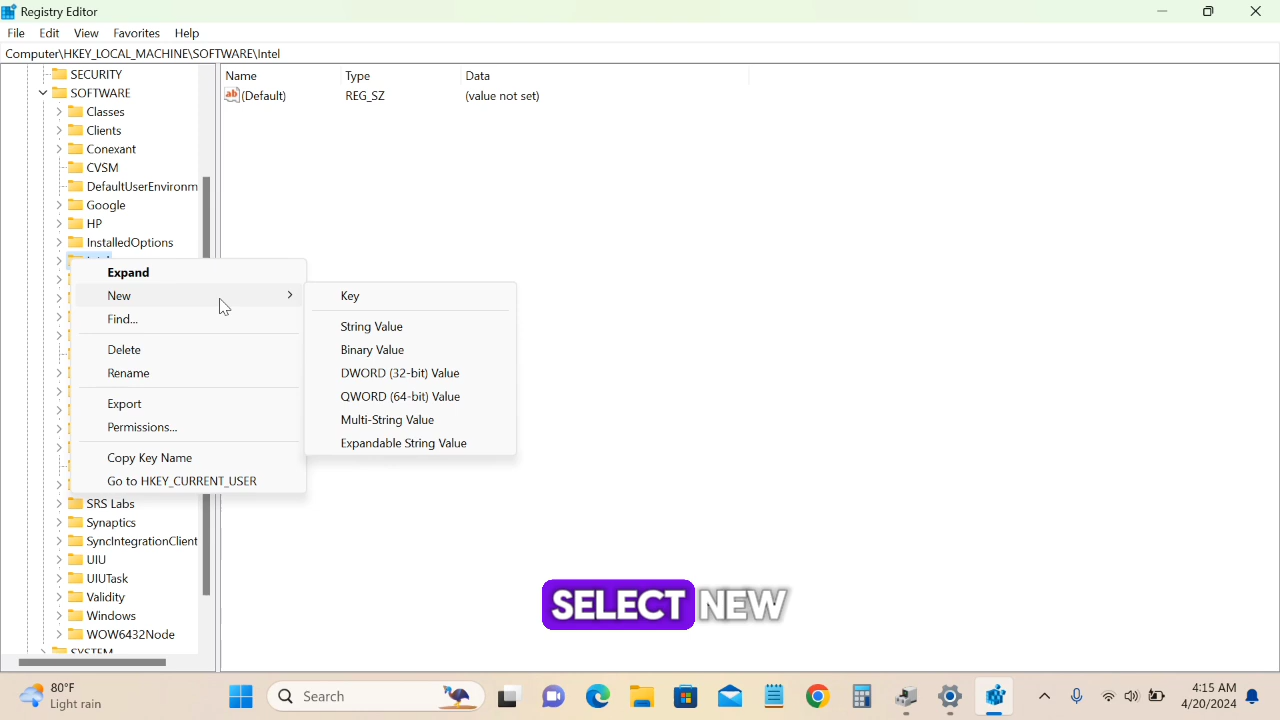 Registry Editor
File Edit View Favorites Help
Computer\HKEY_LOCAL_MACHINE\SOFTWARE\Intel
Name Type Data
ab (Default) REG_SZ (value not set)
SECURITY
SOFTWARE
Classes
Clients
Conexant
CVSM
DefaultUserEnvironm
Google
HP
InstalledOptions
Expand
New
Find...
Delete
Rename
Export
Permissions...
Copy Key Name
Go to HKEY_CURRENT_USER
Key
String Value
Binary Value
DWORD (32-bit) Value
QWORD (64-bit) Value
Multi-String Value
Expandable String Value
SRS Labs
Synaptics
SyncIntegrationClient
UIU
UIUTask
Validity
Windows
WOW6432Node
SYSTEM
SELECT NEW
80°F
Light rain
Search
4:15 AM
4/20/2024